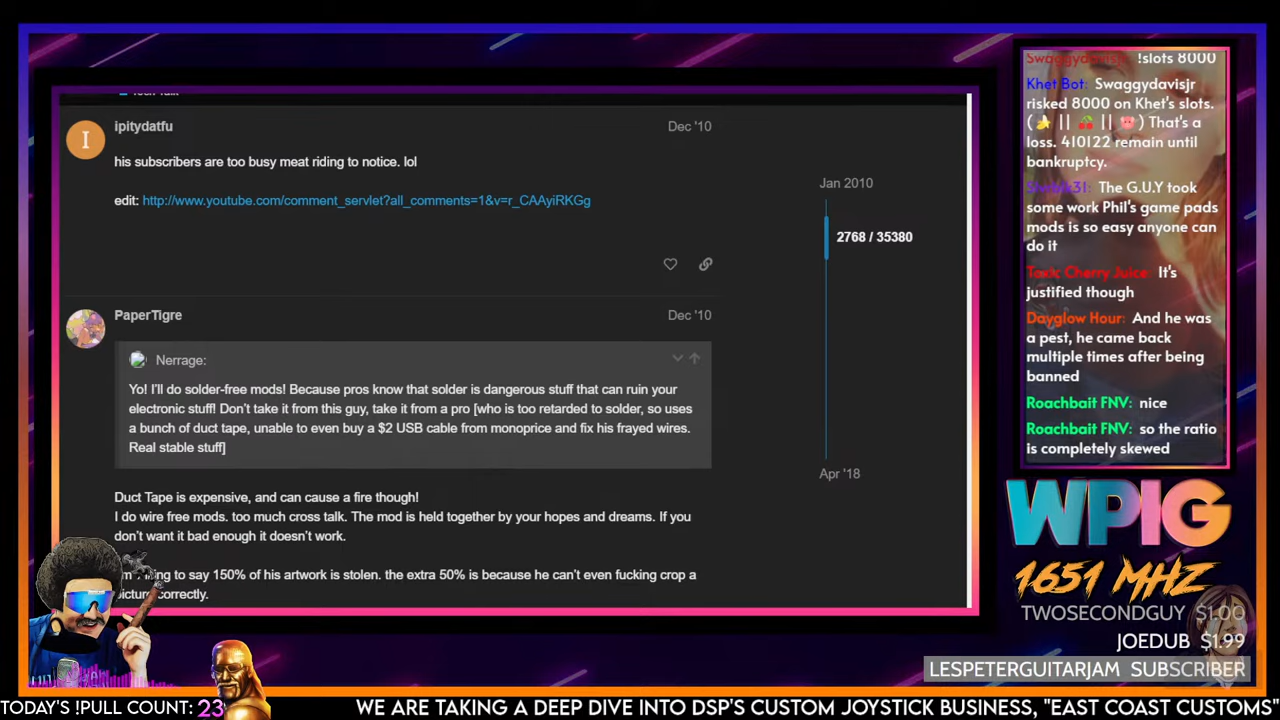 Tech Talk
ipitydatfu
Dec '10
his subscribers are too busy meat riding to notice. lol
edit: http://www.youtube.com/comment_servlet?all_comments=1&v=r_CAAyiRKGg
Jan 2010
2768 / 35380
Apr '18
PaperTigre
Dec '10
Nerrage:
Yo! I'll do solder-free mods! Because pros know that solder is dangerous stuff that can ruin your
electronic stuff! Don't take it from this guy, take it from a pro [who is too retarded to solder, so uses
a bunch of duct tape, unable to even buy a $2 USB cable from monoprice and fix his frayed wires.
Real stable stuff]
Duct Tape is expensive, and can cause a fire though!
I do wire free mods. too much cross talk. The mod is held together by your hopes and dreams. If you
don't want it bad enough it doesn't work.
to say 150% of his artwork is stolen. the extra 50% is because he can't even fucking crop a
correctly.
Swaggydavisjr: !slots 8000
Khet Bot: Swaggydavisjr
risked 8000 on Khet's slots.
( || || ) That's a
loss. 410122 remain until
bankruptcy.
The G.U.Y took
some work Phil's game pads
mods is so easy anyone can
do it
Toxic Cherry Juice: It's
justified though
Dayglow Hour: And he was
a pest, he came back
multiple times after being
banned
Roachbait FNV: nice
Roachbait FNV: so the ratio
is completely skewed
WPIG
1651 MHZ
TWOSECONDGUY $1.00
JOEDUB $1.99
LESPETERGUITARJAM SUBSCRIBER
TODAY'S !PULL COUNT: 23
WE ARE TAKING A DEEP DIVE INTO DSP'S CUSTOM JOYSTICK BUSINESS, "EAST COAST CUSTOMS"